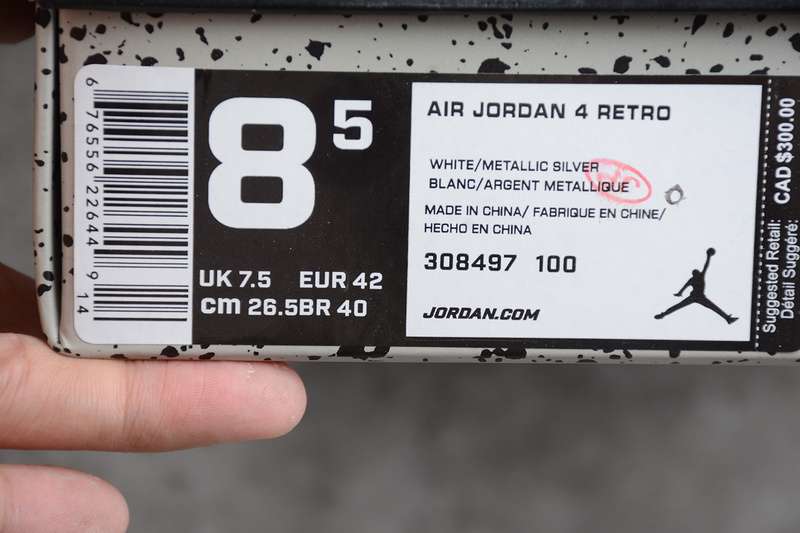 6 76556 22644 9 14
8 5
UK 7.5 EUR 42
cm 26.5BR 40
AIR JORDAN 4 RETRO
WHITE/METALLIC SILVER
BLANC/ARGENT METALLIQUE
MADE IN CHINA/ FABRIQUE EN CHINE/
HECHO EN CHINA
308497 100
JORDAN.COM
Suggested Retail:
Détail Suggéré:
CAD $300.00